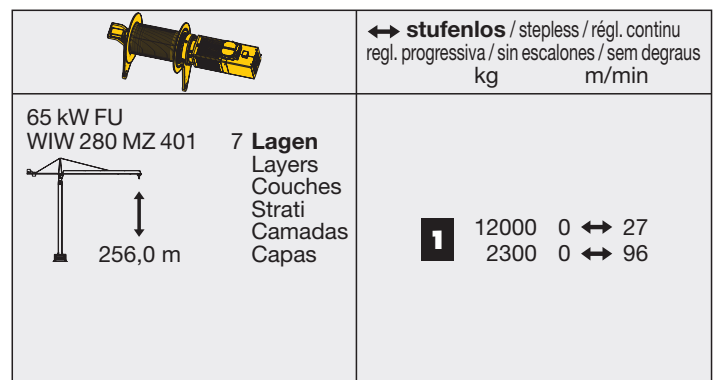 ↔ stufenlos / stepless / régl. continu
regl. progressiva / sin escalones / sem degraus
kg m/min
65 kW FU
WIW 280 MZ 401 7 Lagen
Layers
Couches
Strati
Camadas
Capas
256,0 m
1 12000 0 ↔ 27
2300 0 ↔ 96